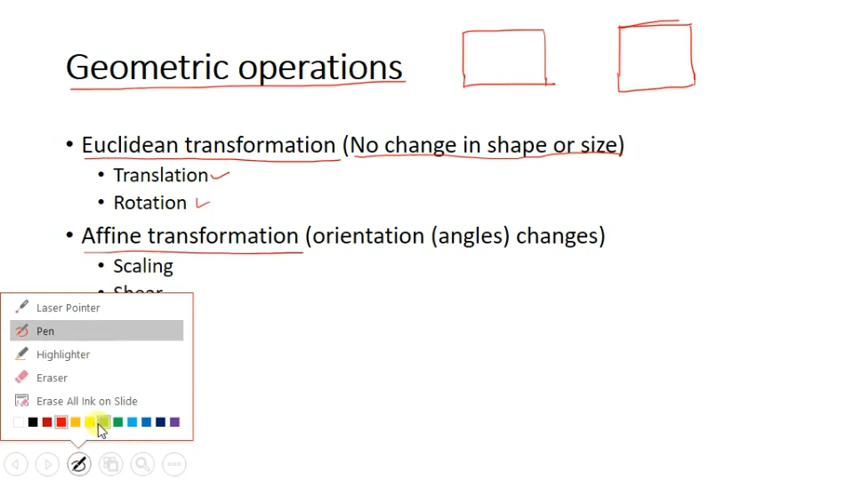 Geometric operations
• Euclidean transformation (No change in shape or size)
• Translation
• Rotation
• Affine transformation (orientation (angles) changes)
• Scaling
• Shear
Laser Pointer
Pen
Highlighter
Eraser
Erase All Ink on Slide